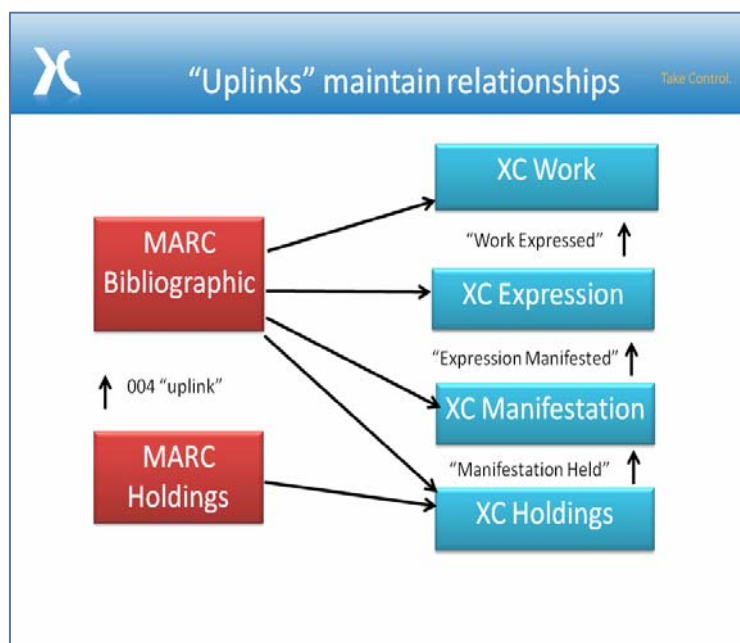 “Uplinks” maintain relationships
Take Control.
XC Work
MARC
Bibliographic
“Work Expressed”
XC Expression
“Expression Manifested”
004 “uplink”
XC Manifestation
MARC
Holdings
“Manifestation Held”
XC Holdings